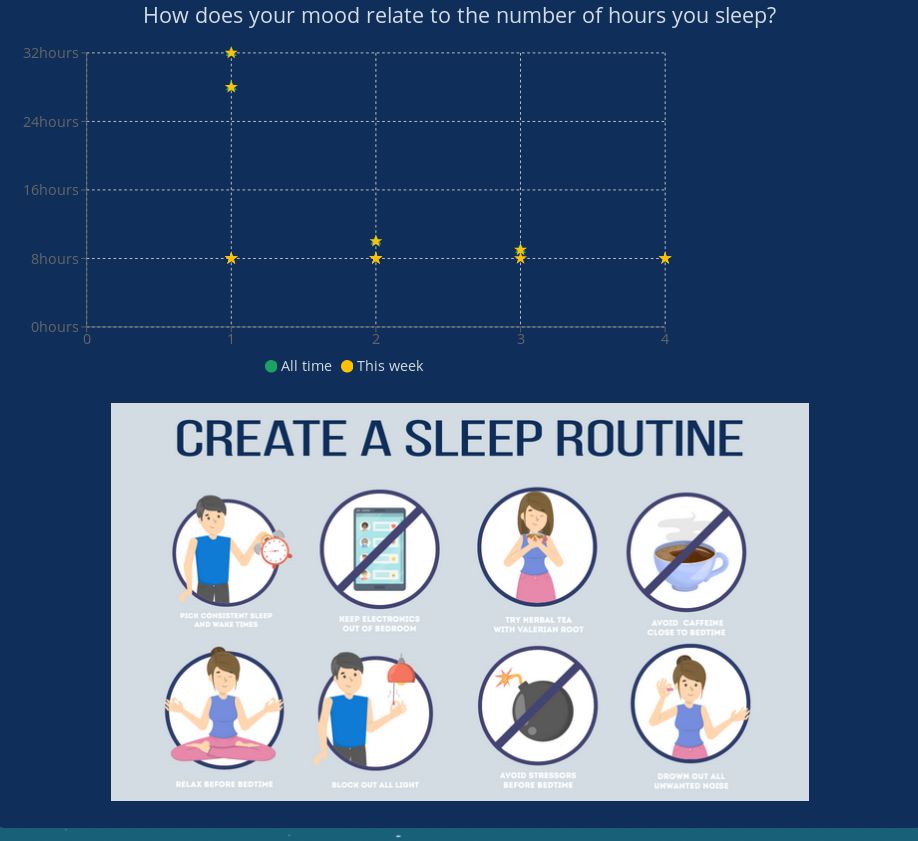 How does your mood relate to the number of hours you sleep?
32hours
24hours
16hours
8hours
0hours
0 1 2 3 4
All time This week
CREATE A SLEEP ROUTINE
PICH CONSISTENT SLEEP
AND WAKE TIMES
KEEP ELECTRONICS
OUT OF BEDROOM
TRY HERBAL TEA
WITH VALERIAN ROOT
AVOID CAFFEINE
CLOSE TO BEDTIME
RELAX BEFORE BEDTIME
BLOCK OUT ALL LIGHT
AVOID STRESSORS
BEFORE BEDTIME
DROWN OUT ALL
UNWANTED NOISE